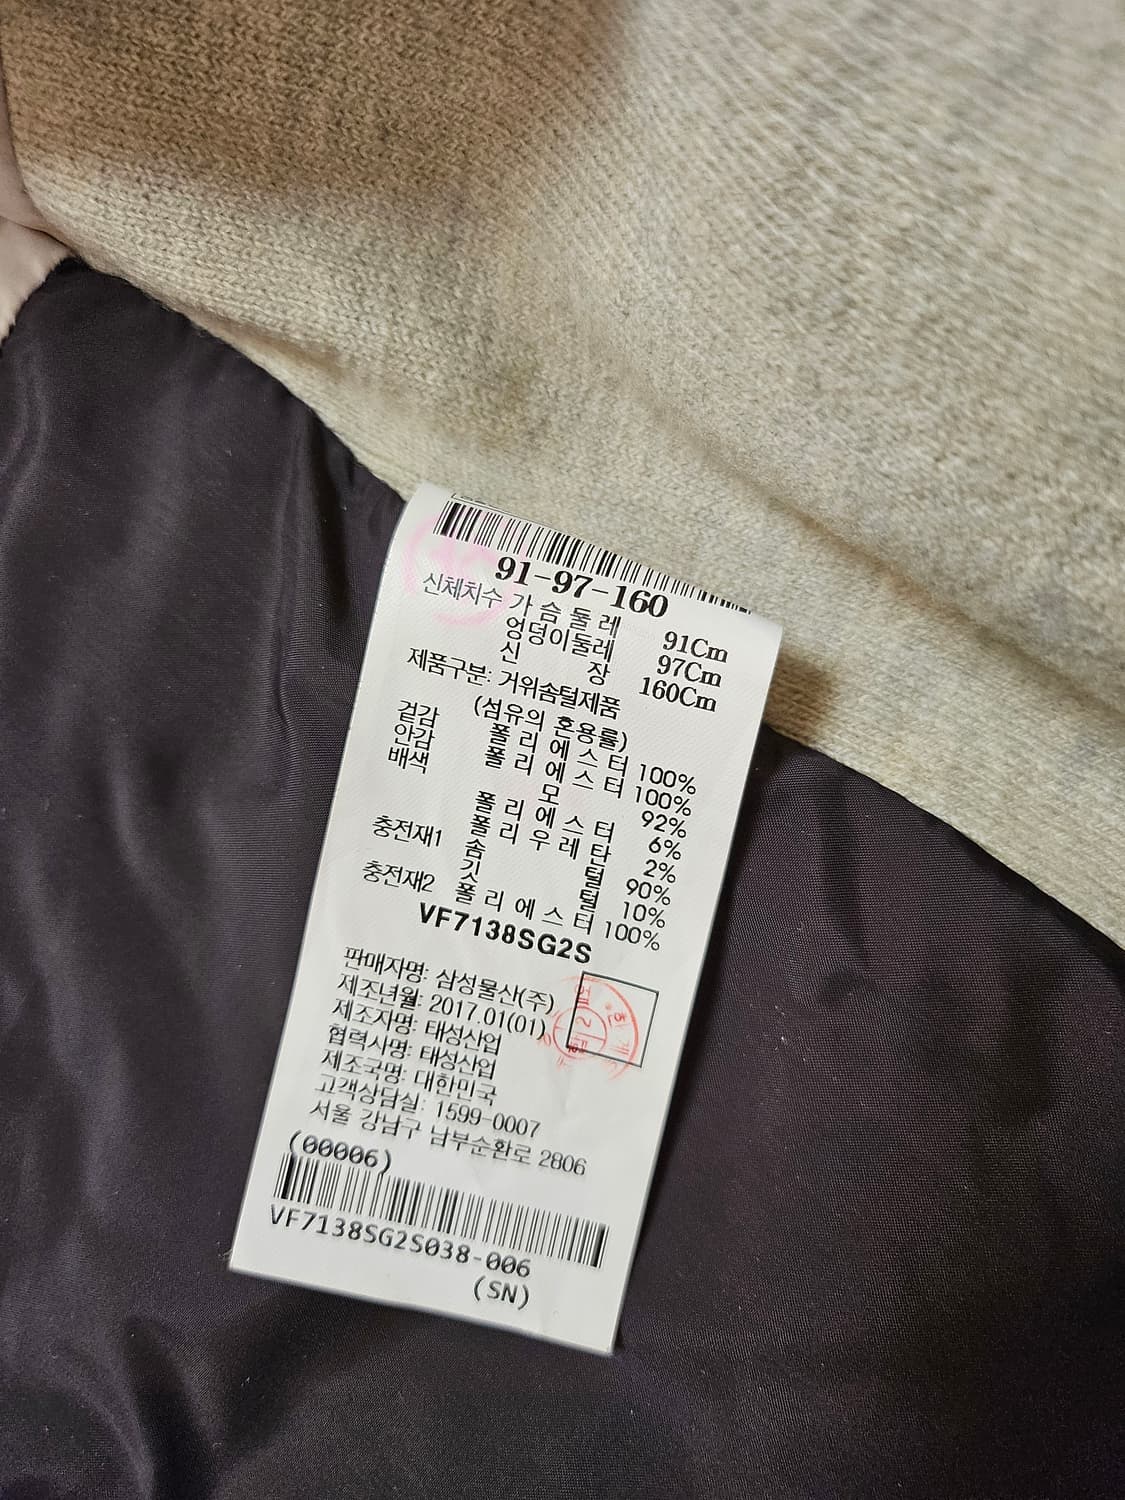 91-97-160
신체치수 가슴둘레 91Cm
엉덩이둘레 97Cm
신 장 160Cm
제품구분: 거위솜털제품
(섬유의 혼용률)
겉감 폴리에스터 100%
안감 폴리에스터 100%
배색 모 92%
폴리에스터 6%
폴리우레탄 2%
충전재1 솜 털 90%
깃 털 10%
충전재2 폴리에스터 100%
VF7138SG2S
판매자명: 삼성물산(주)
제조년월: 2017.01(01)
제조자명: 태성산업
협력사명: 태성산업
제조국명: 대한민국
고객상담실: 1599-0007
서울 강남구 남부순환로 2806
(00006)
VF7138SG2S038-006
(SN)